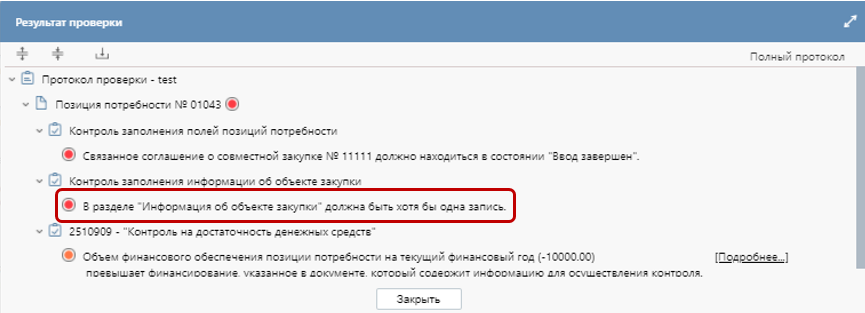 Результат проверки
Полный протокол
Протокол проверки - test
Позиция потребности № 01043
Контроль заполнения полей позиций потребности
Связанное соглашение о совместной закупке № 11111 должно находиться в состоянии "Ввод завершен".
Контроль заполнения информации об объекте закупки
В разделе "Информация об объекте закупки" должна быть хотя бы одна запись.
2510909 - "Контроль на достаточность денежных средств"
Объем финансового обеспечения позиции потребности на текущий финансовый год (-10000.00) [Подробнее...]
превышает финансирование, указанное в документе, который содержит информацию для осуществления контроля.
Закрыть